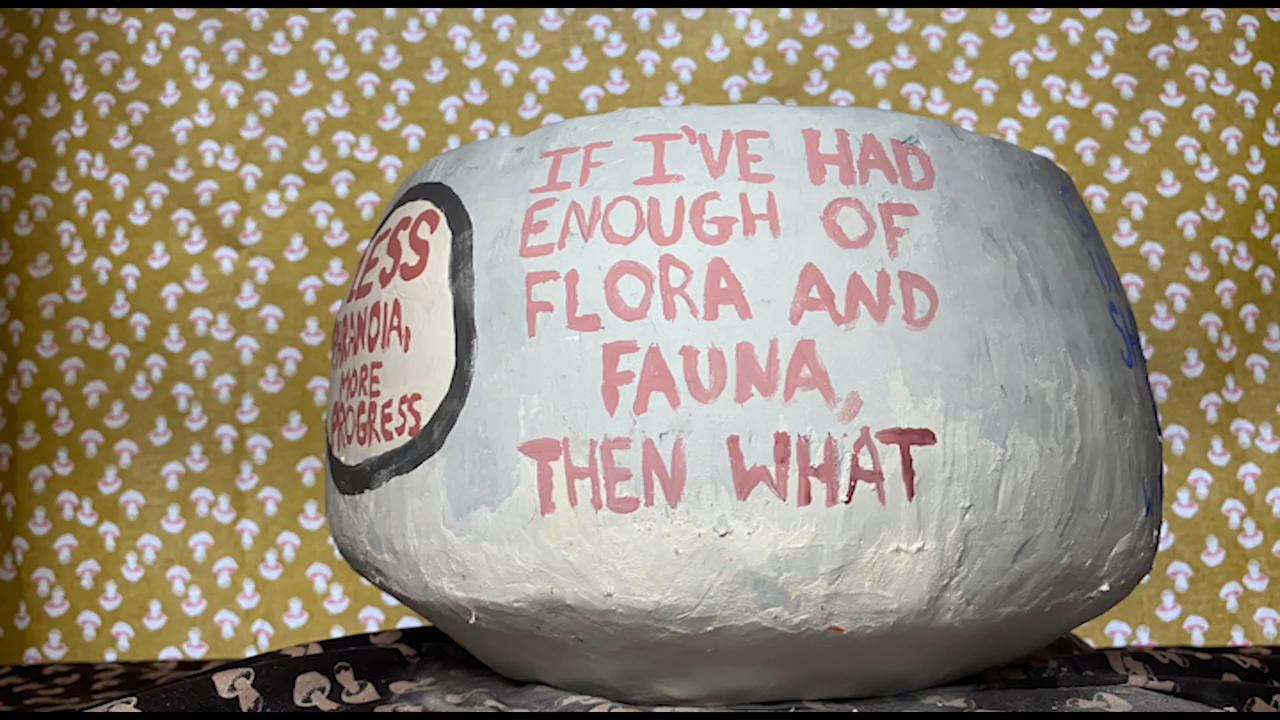 LESS
PARANOIA,
MORE
PROGRESS
IF I'VE HAD
ENOUGH OF
FLORA AND
FAUNA,
THEN WHAT